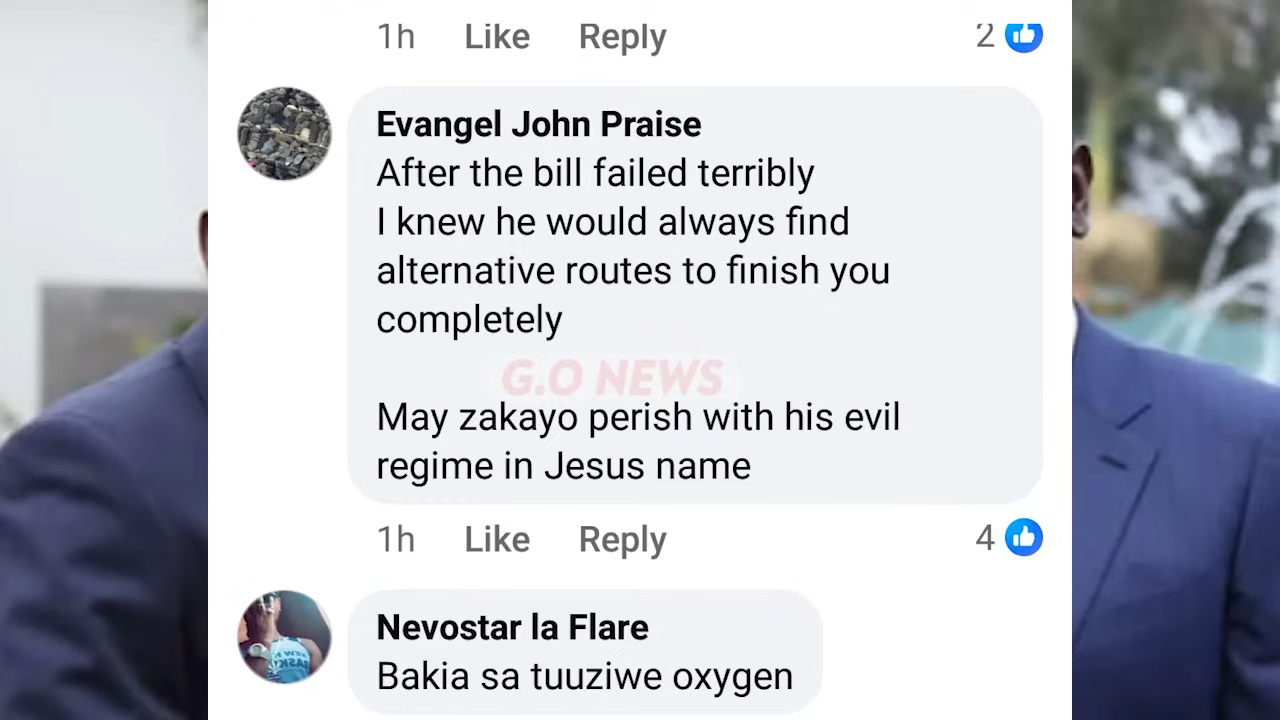 1h Like Reply 2
Evangel John Praise
After the bill failed terribly
I knew he would always find
alternative routes to finish you
completely
G.O NEWS
May zakayo perish with his evil
regime in Jesus name
1h Like Reply 4
Nevostar la Flare
Bakia sa tuuziwe oxygen